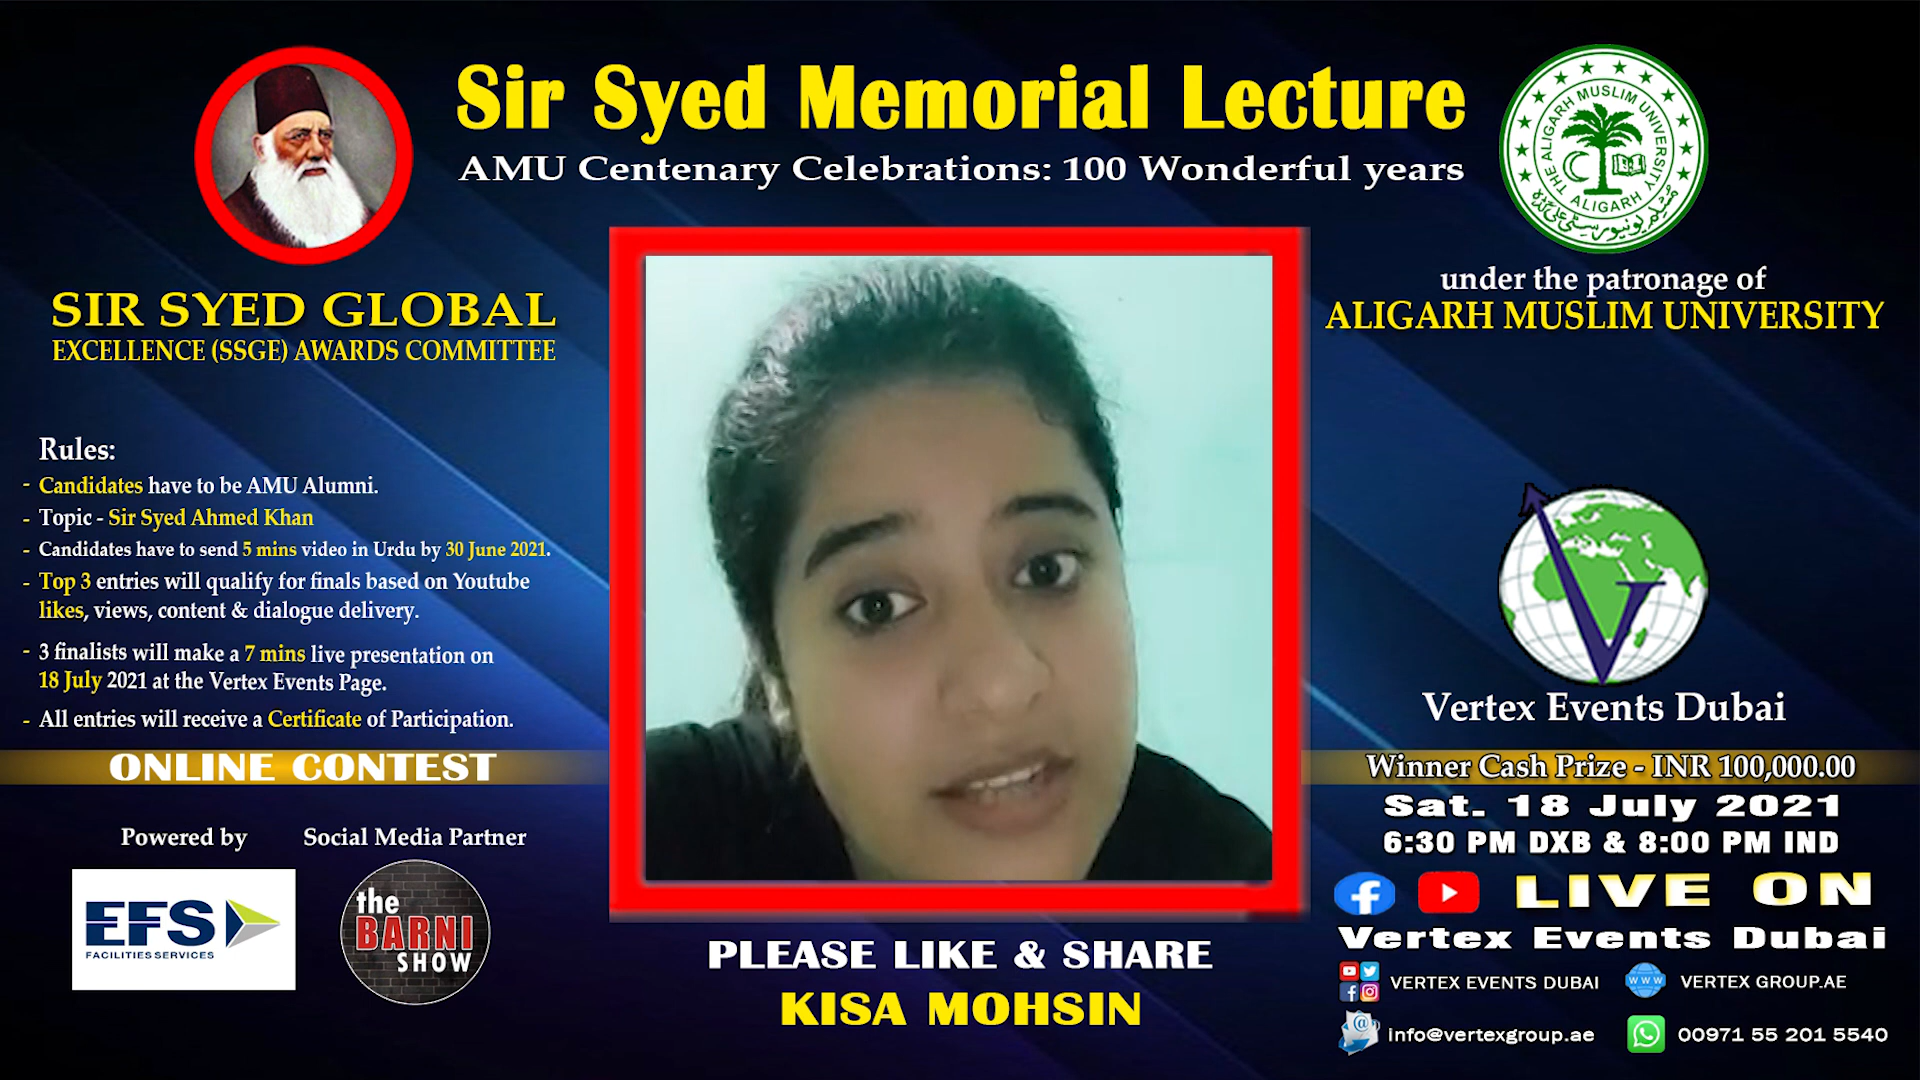 Sir Syed Memorial Lecture
AMU Centenary Celebrations: 100 Wonderful years
SIR SYED GLOBAL
EXCELLENCE (SSGE) AWARDS COMMITTEE
Rules:
- Candidates have to be AMU Alumni.
- Topic - Sir Syed Ahmed Khan
- Candidates have to send 5 mins video in Urdu by 30 June 2021.
- Top 3 entries will qualify for finals based on Youtube
likes, views, content & dialogue delivery.
- 3 finalists will make a 7 mins live presentation on
18 July 2021 at the Vertex Events Page.
- All entries will receive a Certificate of Participation.
ONLINE CONTEST
Powered by
Social Media Partner
EFS
FACILITIES SERVICES
the
BARNI
SHOW
PLEASE LIKE & SHARE
KISA MOHSIN
THE ALIGARH MUSLIM UNIVERSITY
ALIGARH
مسلم یونیورسٹی علی گڑھ
under the patronage of
ALIGARH MUSLIM UNIVERSITY
V
Vertex Events Dubai
Winner Cash Prize - INR 100,000.00
Sat. 18 July 2021
6:30 PM DXB & 8:00 PM IND
LIVE ON
Vertex Events Dubai
VERTEX EVENTS DUBAI
WWW
VERTEX GROUP.AE
info@vertexgroup.ae
00971 55 201 5540